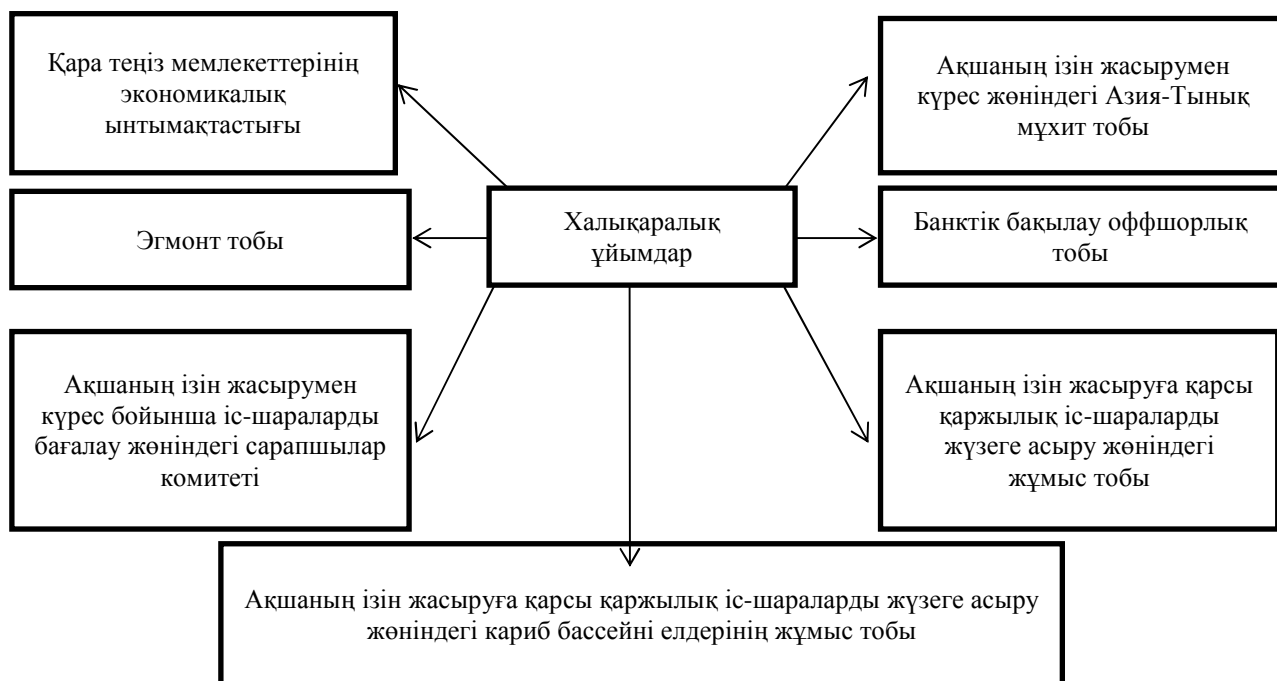 Қара теңіз мемлекеттерінің
экономикалық
ынтымақтастығы
Ақшаның ізін жасырумен
күрес жөніндегі Азия-Тынық
мұхит тобы
Эгмонт тобы
Халықаралық
ұйымдар
Банктік бақылау оффшорлық
тобы
Ақшаның ізін жасырумен
күрес бойынша іс-шараларды
бағалау жөніндегі сарапшылар
комитеті
Ақшаның ізін жасыруға қарсы
қаржылық іс-шараларды
жүзеге асыру жөніндегі
жұмыс тобы
Ақшаның ізін жасыруға қарсы қаржылық іс-шараларды жүзеге асыру
жөніндегі кариб бассейні елдерінің жұмыс тобы